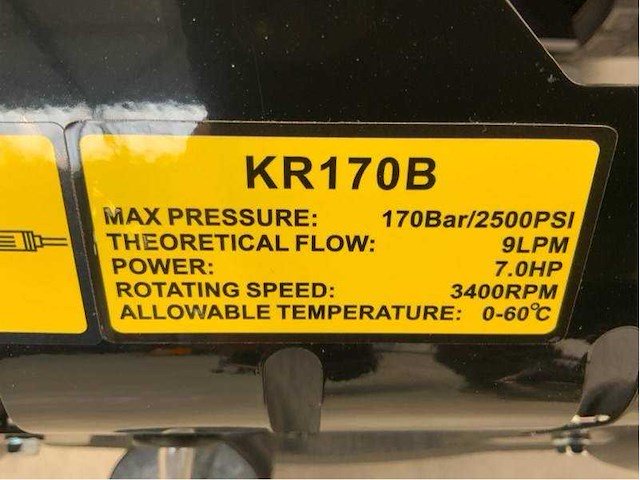 KR170B
MAX PRESSURE: 170Bar/2500PSI
THEORETICAL FLOW: 9LPM
POWER: 7.0HP
ROTATING SPEED: 3400RPM
ALLOWABLE TEMPERATURE: 0-60℃